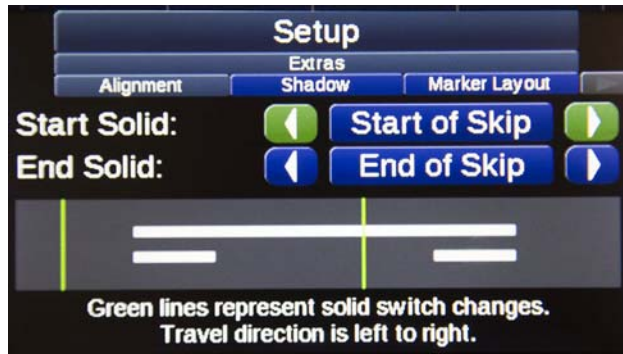 Setup
Extras
Alignment Shadow Marker Layout
Start Solid: Start of Skip
End Solid: End of Skip
Green lines represent solid switch changes.
Travel direction is left to right.